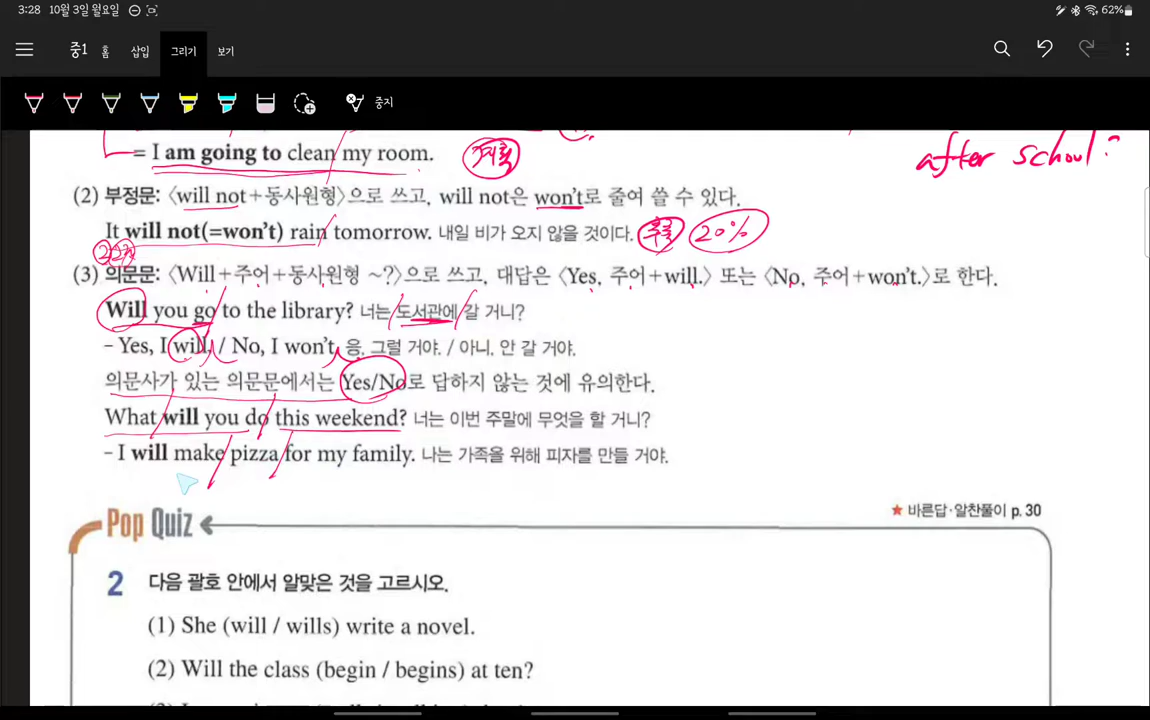 3:28 10월 3일 월요일 62%
중1 홈 삽입 그리기 보기
중지
after school?
= I am going to clean my room. 계획
(2) 부정문: 〈will not+동사원형〉으로 쓰고, will not은 won't로 줄여 쓸 수 있다.
It will not(=won't) rain tomorrow. 내일 비가 오지 않을 것이다. 20%
(3) 의문문: 〈Will+주어+동사원형 ~?〉으로 쓰고, 대답은 〈Yes, 주어+will.〉 또는 〈No, 주어+won't.〉로 한다.
Will you go to the library? 너는 도서관에 갈 거니?
– Yes, I will. / No, I won't. 응, 그럴 거야. / 아니, 안 갈 거야.
의문사가 있는 의문문에서는 Yes/No로 답하지 않는 것에 유의한다.
What will you do this weekend? 너는 이번 주말에 무엇을 할 거니?
– I will make pizza for my family. 나는 가족을 위해 피자를 만들 거야.
Pop Quiz
★ 바른답·알찬풀이 p. 30
2 다음 괄호 안에서 알맞은 것을 고르시오.
(1) She (will / wills) write a novel.
(2) Will the class (begin / begins) at ten?